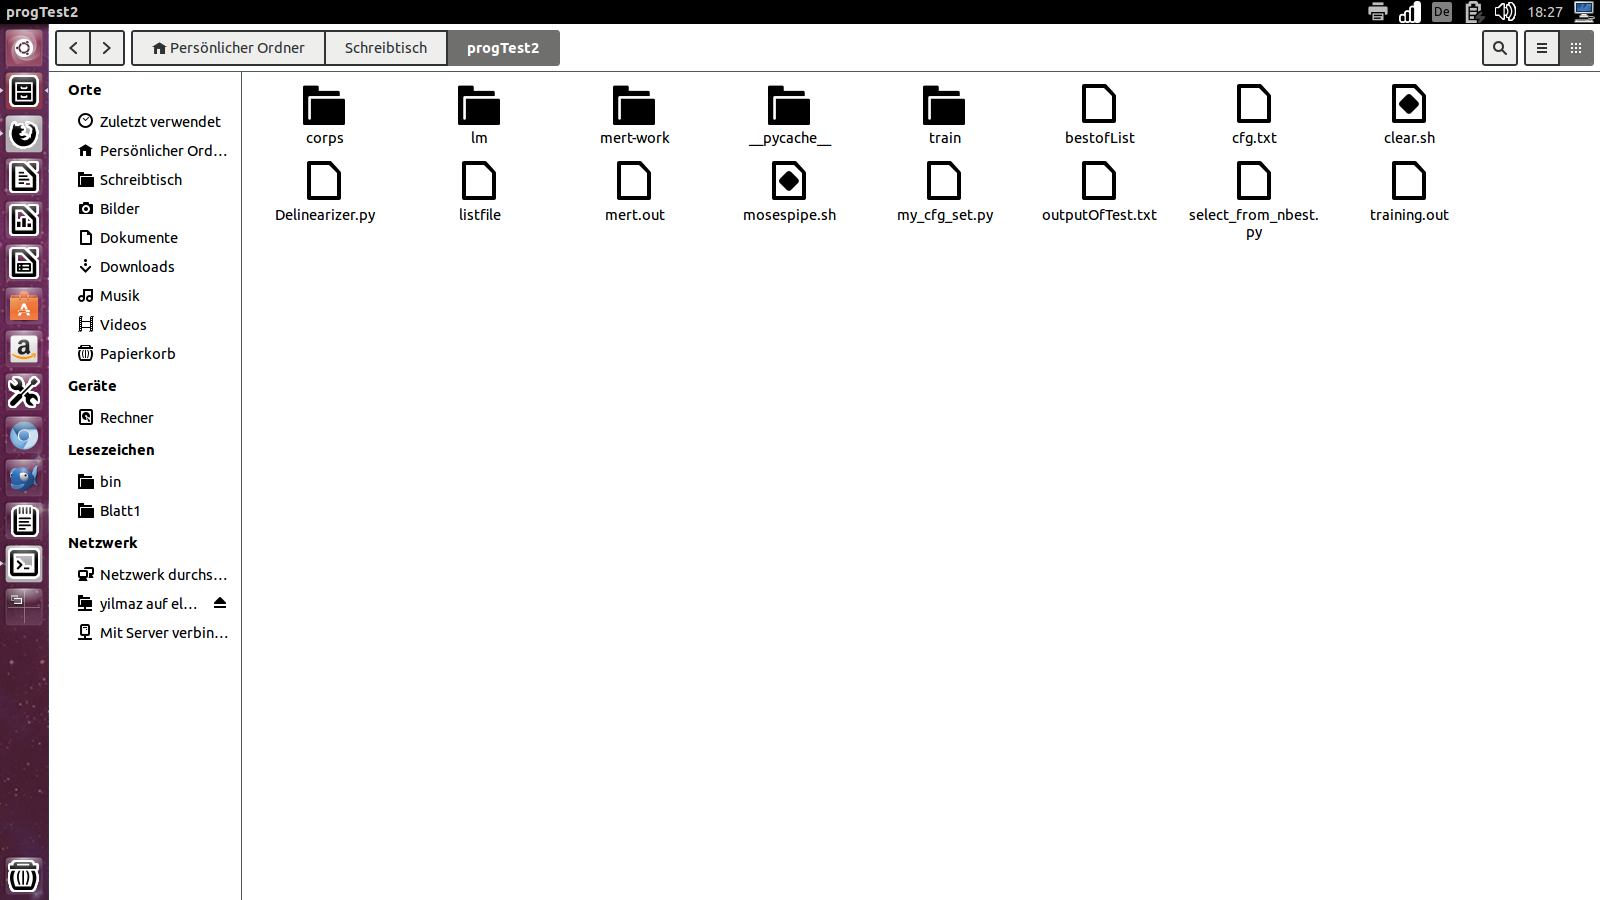 progTest2
De
18:27
Persönlicher Ordner
Schreibtisch
progTest2
Orte
Zuletzt verwendet
Persönlicher Ord…
Schreibtisch
Bilder
Dokumente
Downloads
Musik
Videos
Papierkorb
Geräte
Rechner
Lesezeichen
bin
Blatt1
Netzwerk
Netzwerk durchs…
yilmaz auf el…
Mit Server verbin…
corps
lm
mert-work
__pycache__
train
bestofList
cfg.txt
clear.sh
Delinearizer.py
listfile
mert.out
mosespipe.sh
my_cfg_set.py
outputOfTest.txt
select_from_nbest.
py
training.out